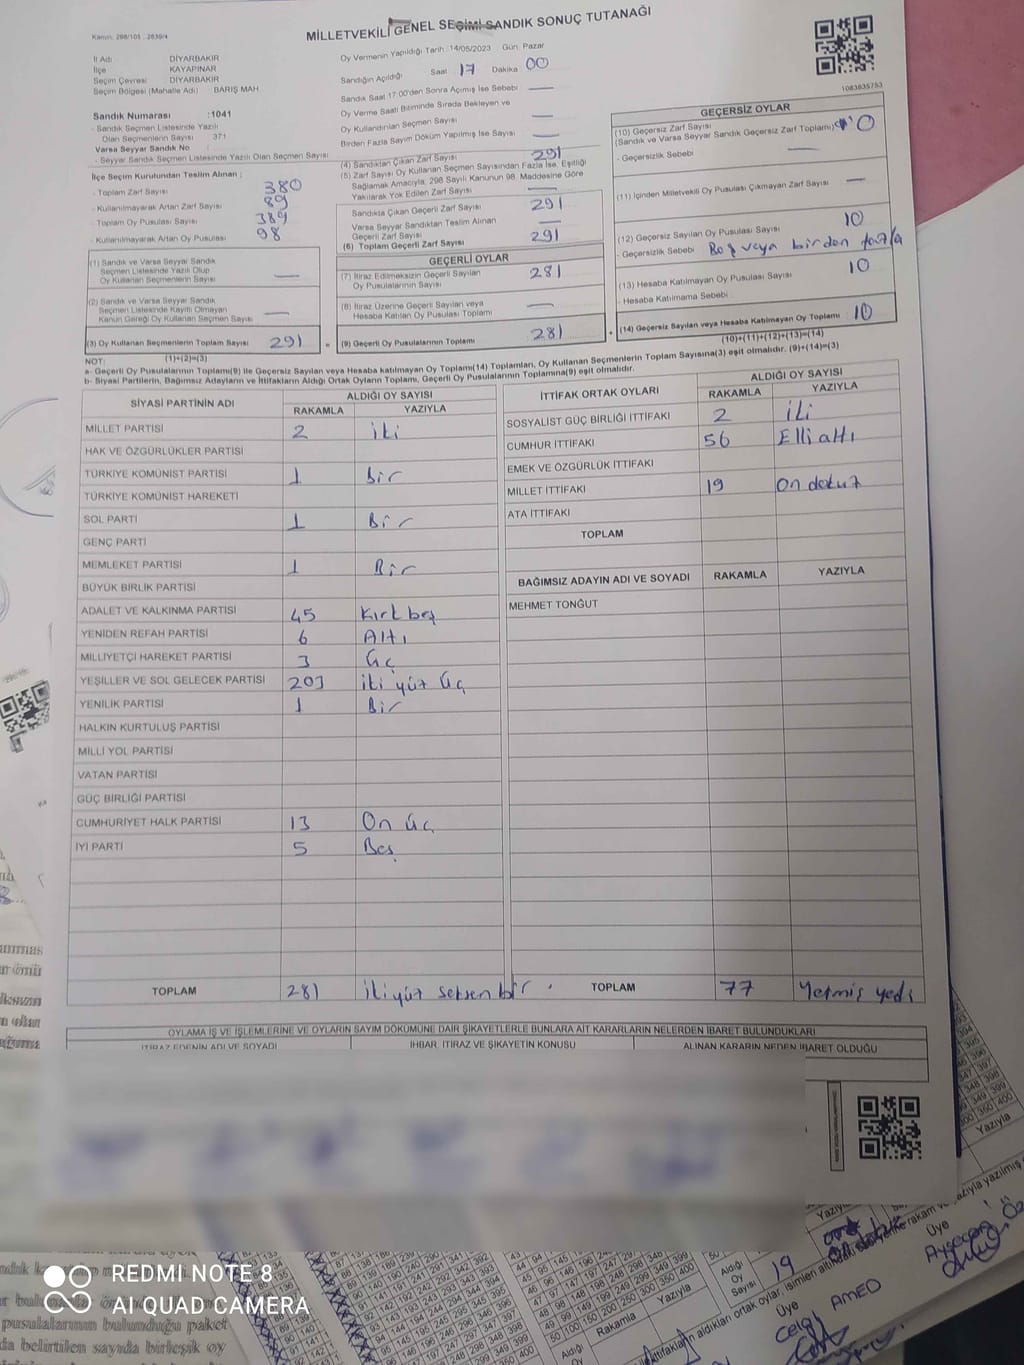 MİLLETVEKİLİ GENEL SEÇİMİ SANDIK SONUÇ TUTANAĞI
Kanun: 298/105 , 2839/4
İl Adı DİYARBAKIR
İlçe KAYAPINAR
Seçim Çevresi DİYARBAKIR
Seçim Bölgesi (Mahalle Adı) BARIŞ MAH.
Sandık Numarası :1041
- Sandık Seçmen Listesinde Yazılı
Olan Seçmenlerin Sayısı 371
Varsa Seyyar Sandık No
- Seyyar Sandık Seçmen Listesinde Yazılı Olan Seçmen Sayısı
İlçe Seçim Kurulundan Teslim Alınan ;
- Toplam Zarf Sayısı 380
- Kullanılmayarak Artan Zarf Sayısı 89
- Toplam Oy Pusulası Sayısı 389
- Kullanılmayarak Artan Oy Pusulası 98
(1) Sandık ve Varsa Seyyar Sandık
Seçmen Listesinde Yazılı Olup
Oy Kullanan Seçmenlerin Sayısı —
(2) Sandık ve Varsa Seyyar Sandık
Seçmen Listesinde Kaydı Olmayan
Kanun Gereği Oy Kullanan Seçmen Sayısı —
(3) Oy Kullanan Seçmenlerin Toplam Sayısı 291
(1)+(2)=(3)
Oy Vermenin Yapıldığı Tarih :14/05/2023 Gün: Pazar
Sandığın Açıldığı Saat 17 Dakika 00
Sandık Saat 17:00'den Sonra Açılmış İse Sebebi —
Oy Verme Saati Bitiminde Sırada Bekleyen ve
Oy Kullandırılan Seçmen Sayısı —
Birden Fazla Sayım Döküm Yapılmış İse Sayısı —
(4) Sandıktan Çıkan Zarf Sayısı 291
(5) Zarf Sayısı Oy Kullanan Seçmen Sayısından Fazla İse, Eşitliği
Sağlamak Amacıyla, 298 Sayılı Kanunun 98. Maddesine Göre
Yakılarak Yok Edilen Zarf Sayısı —
Sandıkta Çıkan Geçerli Zarf Sayısı 291
Varsa Seyyar Sandıktan Teslim Alınan
Geçerli Zarf Sayısı —
(6) Toplam Geçerli Zarf Sayısı 291
GEÇERLİ OYLAR
(7) İtiraz Edilmeksizin Geçerli Sayılan
Oy Pusulalarının Sayısı 281
(8) İtiraz Üzerine Geçerli Sayılan veya
Hesaba Katılan Oy Pusulası Toplamı —
(9) Geçerli Oy Pusulalarının Toplamı 281
1083835753
GEÇERSİZ OYLAR
(10) Geçersiz Zarf Sayısı
(Sandık ve Varsa Seyyar Sandık Geçersiz Zarf Toplamı) 0
- Geçersizlik Sebebi —
(11) İçinden Milletvekili Oy Pusulası Çıkmayan Zarf Sayısı —
(12) Geçersiz Sayılan Oy Pusulası Sayısı 10
- Geçersizlik Sebebi Boş veya birden fazla
(13) Hesaba Katılmayan Oy Pusulası Sayısı 10
- Hesaba Katılmama Sebebi
(14) Geçersiz Sayılan veya Hesaba Katılmayan Oy Toplamı 10
(10)+(11)+(12)+(13)=(14)
NOT:
a- Geçerli Oy Pusulalarının Toplamı(9) ile Geçersiz Sayılan veya Hesaba Katılmayan Oy Toplamı(14) Toplamları, Oy Kullanan Seçmenlerin Toplam Sayısına(3) eşit olmalıdır. (9)+(14)=(3)
b- Siyasi Partilerin, Bağımsız Adayların ve İttifakların Aldığı Ortak Oyların Toplamı, Geçerli Oy Pusulalarının Toplamına(9) eşit olmalıdır.
SİYASİ PARTİNİN ADI ALDIĞI OY SAYISI
RAKAMLA YAZIYLA
MİLLET PARTİSİ 2 iki
HAK VE ÖZGÜRLÜKLER PARTİSİ
TÜRKİYE KOMÜNİST PARTİSİ 1 Bir
TÜRKİYE KOMÜNİST HAREKETİ
SOL PARTİ 1 Bir
GENÇ PARTİ
MEMLEKET PARTİSİ 1 Bir
BÜYÜK BİRLİK PARTİSİ
ADALET VE KALKINMA PARTİSİ 45 Kırk beş
YENİDEN REFAH PARTİSİ 6 Altı
MİLLİYETÇİ HAREKET PARTİSİ 3 Üç
YEŞİLLER VE SOL GELECEK PARTİSİ 203 iki yüz Üç
YENİLİK PARTİSİ 1 Bir
HALKIN KURTULUŞ PARTİSİ
MİLLİ YOL PARTİSİ
VATAN PARTİSİ
GÜÇ BİRLİĞİ PARTİSİ
CUMHURİYET HALK PARTİSİ 13 On üç
İYİ PARTİ 5 Beş
TOPLAM 281 iki yüz seksen bir.
İTTİFAK ORTAK OYLARI ALDIĞI OY SAYISI
RAKAMLA YAZIYLA
SOSYALİST GÜÇ BİRLİĞİ İTTİFAKI 2 iki
CUMHUR İTTİFAKI 56 Elli altı
EMEK VE ÖZGÜRLÜK İTTİFAKI
MİLLET İTTİFAKI 19 On dokuz
ATA İTTİFAKI
TOPLAM
BAĞIMSIZ ADAYIN ADI VE SOYADI RAKAMLA YAZIYLA
MEHMET TONĞUT
TOPLAM 77 Yetmiş yedi
OYLAMA İŞ VE İŞLEMLERİNE VE OYLARIN SAYIM DÖKÜMÜNE DAİR ŞİKAYETLERLE BUNLARA AİT KARARLARIN NELERDEN İBARET BULUNDUKLARI
İTİRAZ EDENİN ADI VE SOYADI İHBAR, İTİRAZ VE ŞİKAYETİN KONUSU ALINAN KARARIN NEDEN İBARET OLDUĞU
REDMI NOTE 8
AI QUAD CAMERA
pusulalarının bulunduğu paket
da belirtilen sayıda birleşik oy
Rakamla Yazıyla
Aldığı
Oy
Sayısı 19
Üye
AMED
Üye